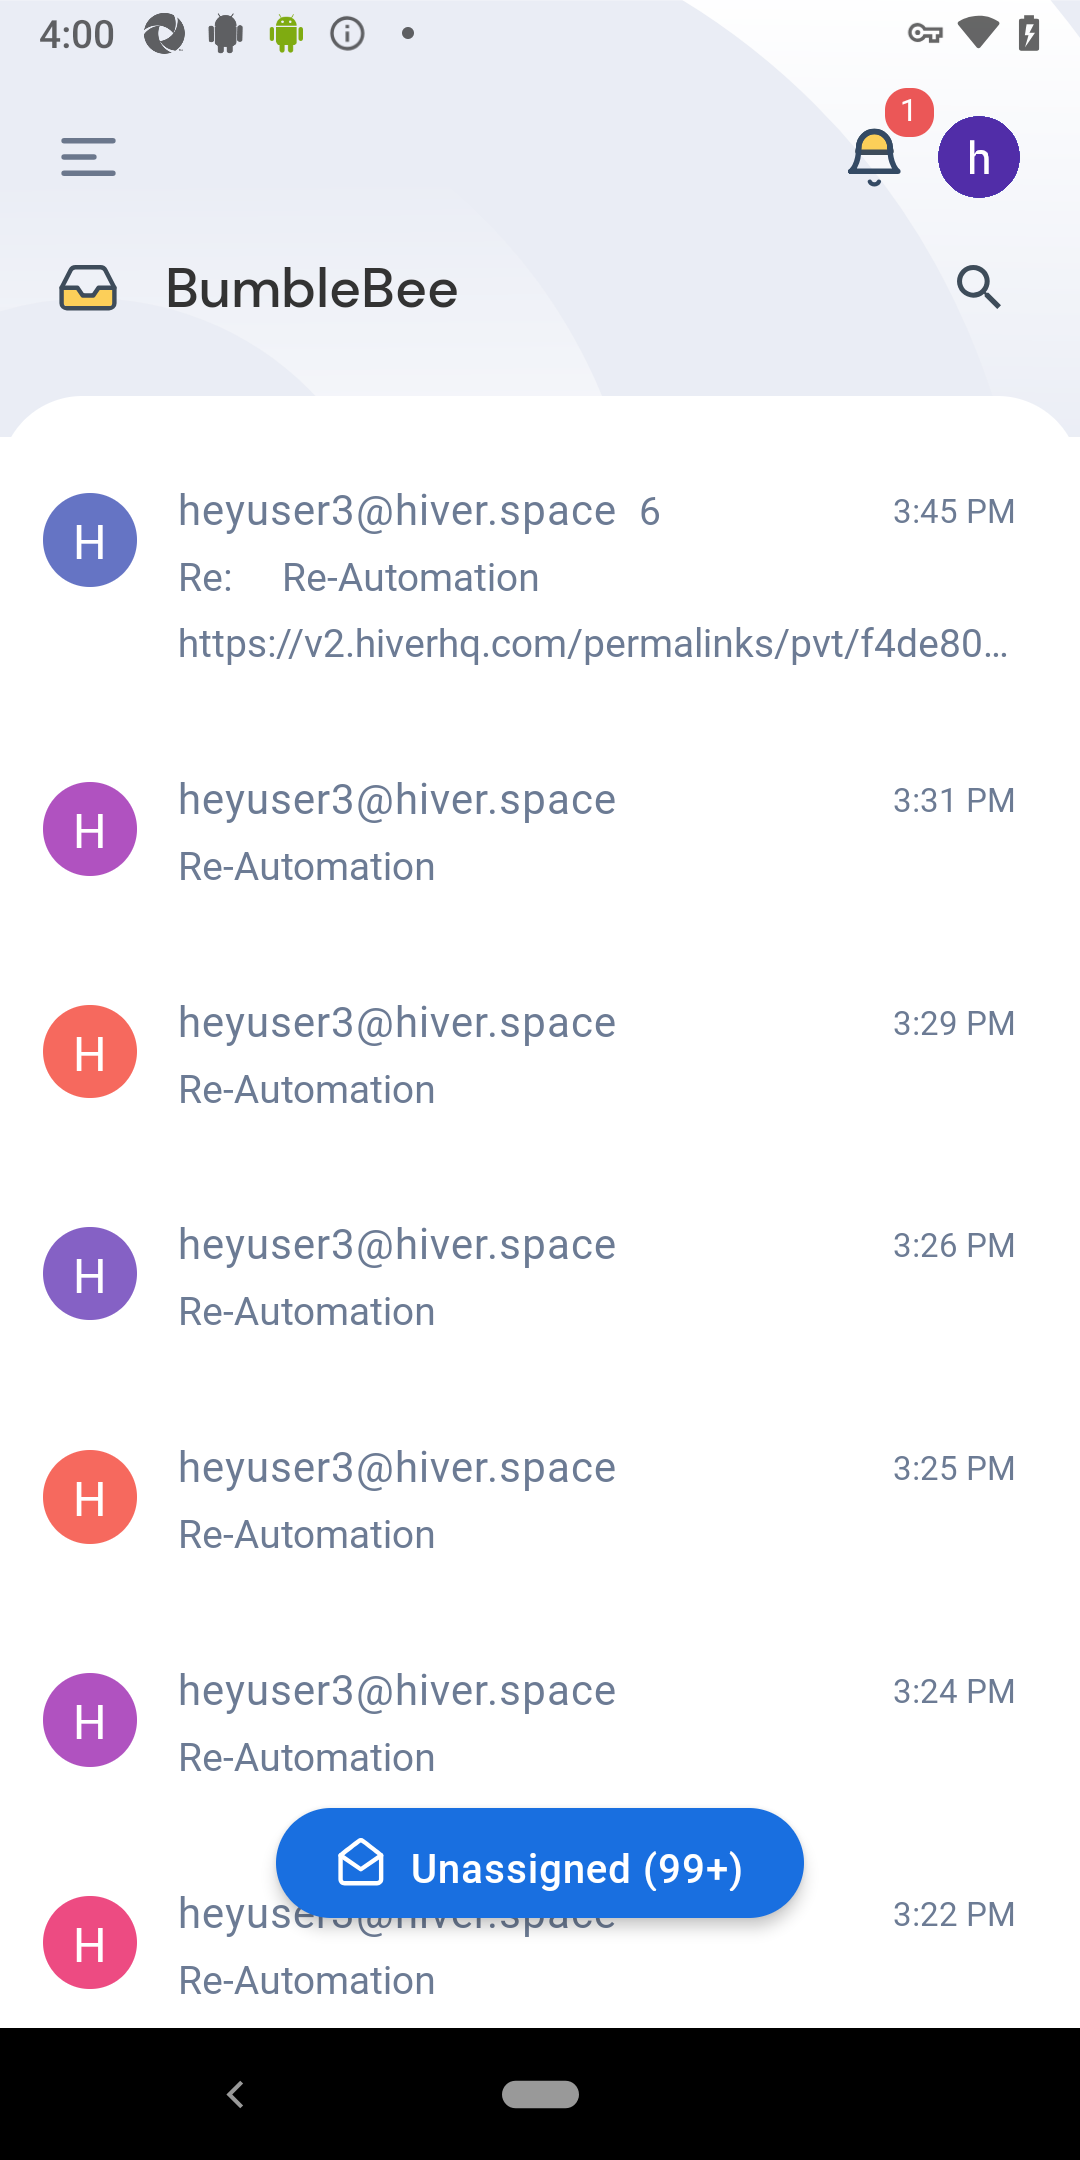 4:00
1
h
BumbleBee
H
heyuser3@hiver.space 6
3:45 PM
Re: Re-Automation
https://v2.hiverhq.com/permalinks/pvt/f4de80...
H
heyuser3@hiver.space
3:31 PM
Re-Automation
H
heyuser3@hiver.space
3:29 PM
Re-Automation
H
heyuser3@hiver.space
3:26 PM
Re-Automation
H
heyuser3@hiver.space
3:25 PM
Re-Automation
H
heyuser3@hiver.space
3:24 PM
Re-Automation
Unassigned (99+)
H
heyuser3@hiver.space
3:22 PM
Re-Automation